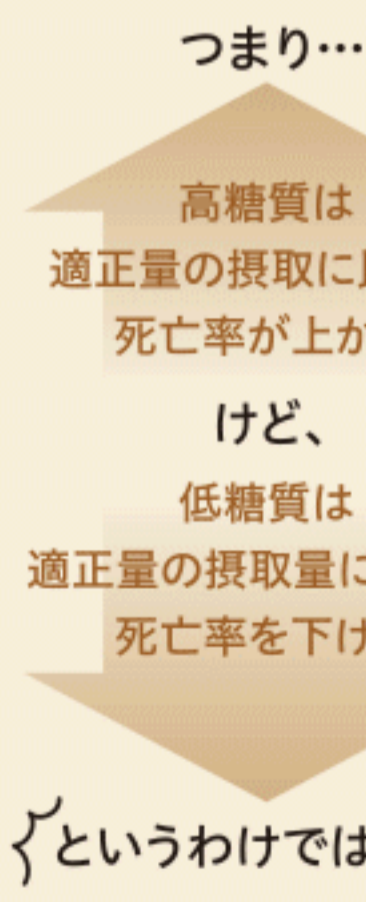 つまり…
高糖質は
適正量の摂取に
死亡率が上が
けど、
低糖質は
適正量の摂取量に
死亡率を下げ
というわけでは